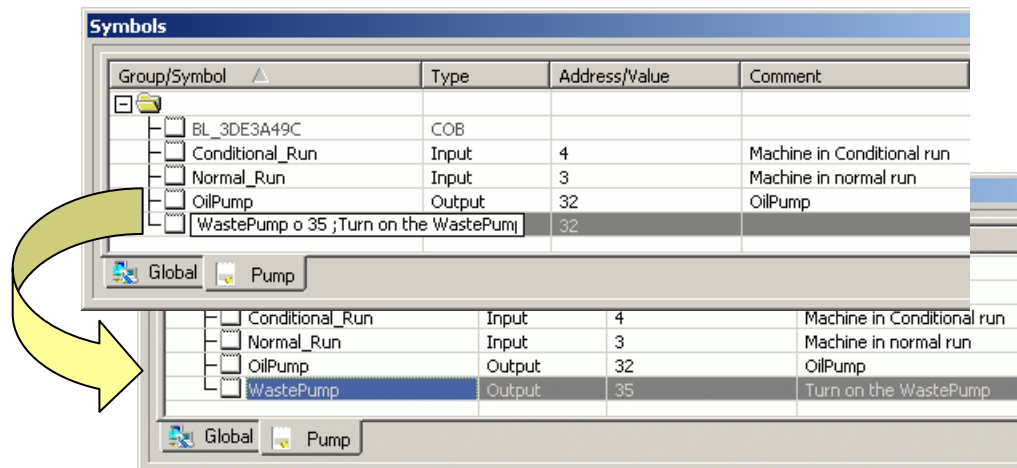 Symbols
Group/Symbol Type Address/Value Comment
BL_3DE3A49C COB
Conditional_Run Input 4 Machine in Conditional run
Normal_Run Input 3 Machine in normal run
OilPump Output 32 OilPump
WastePump o 35 ;Turn on the WastePum 32
Global Pump
Conditional_Run Input 4 Machine in Conditional run
Normal_Run Input 3 Machine in normal run
OilPump Output 32 OilPump
WastePump Output 35 Turn on the WastePump
Global Pump